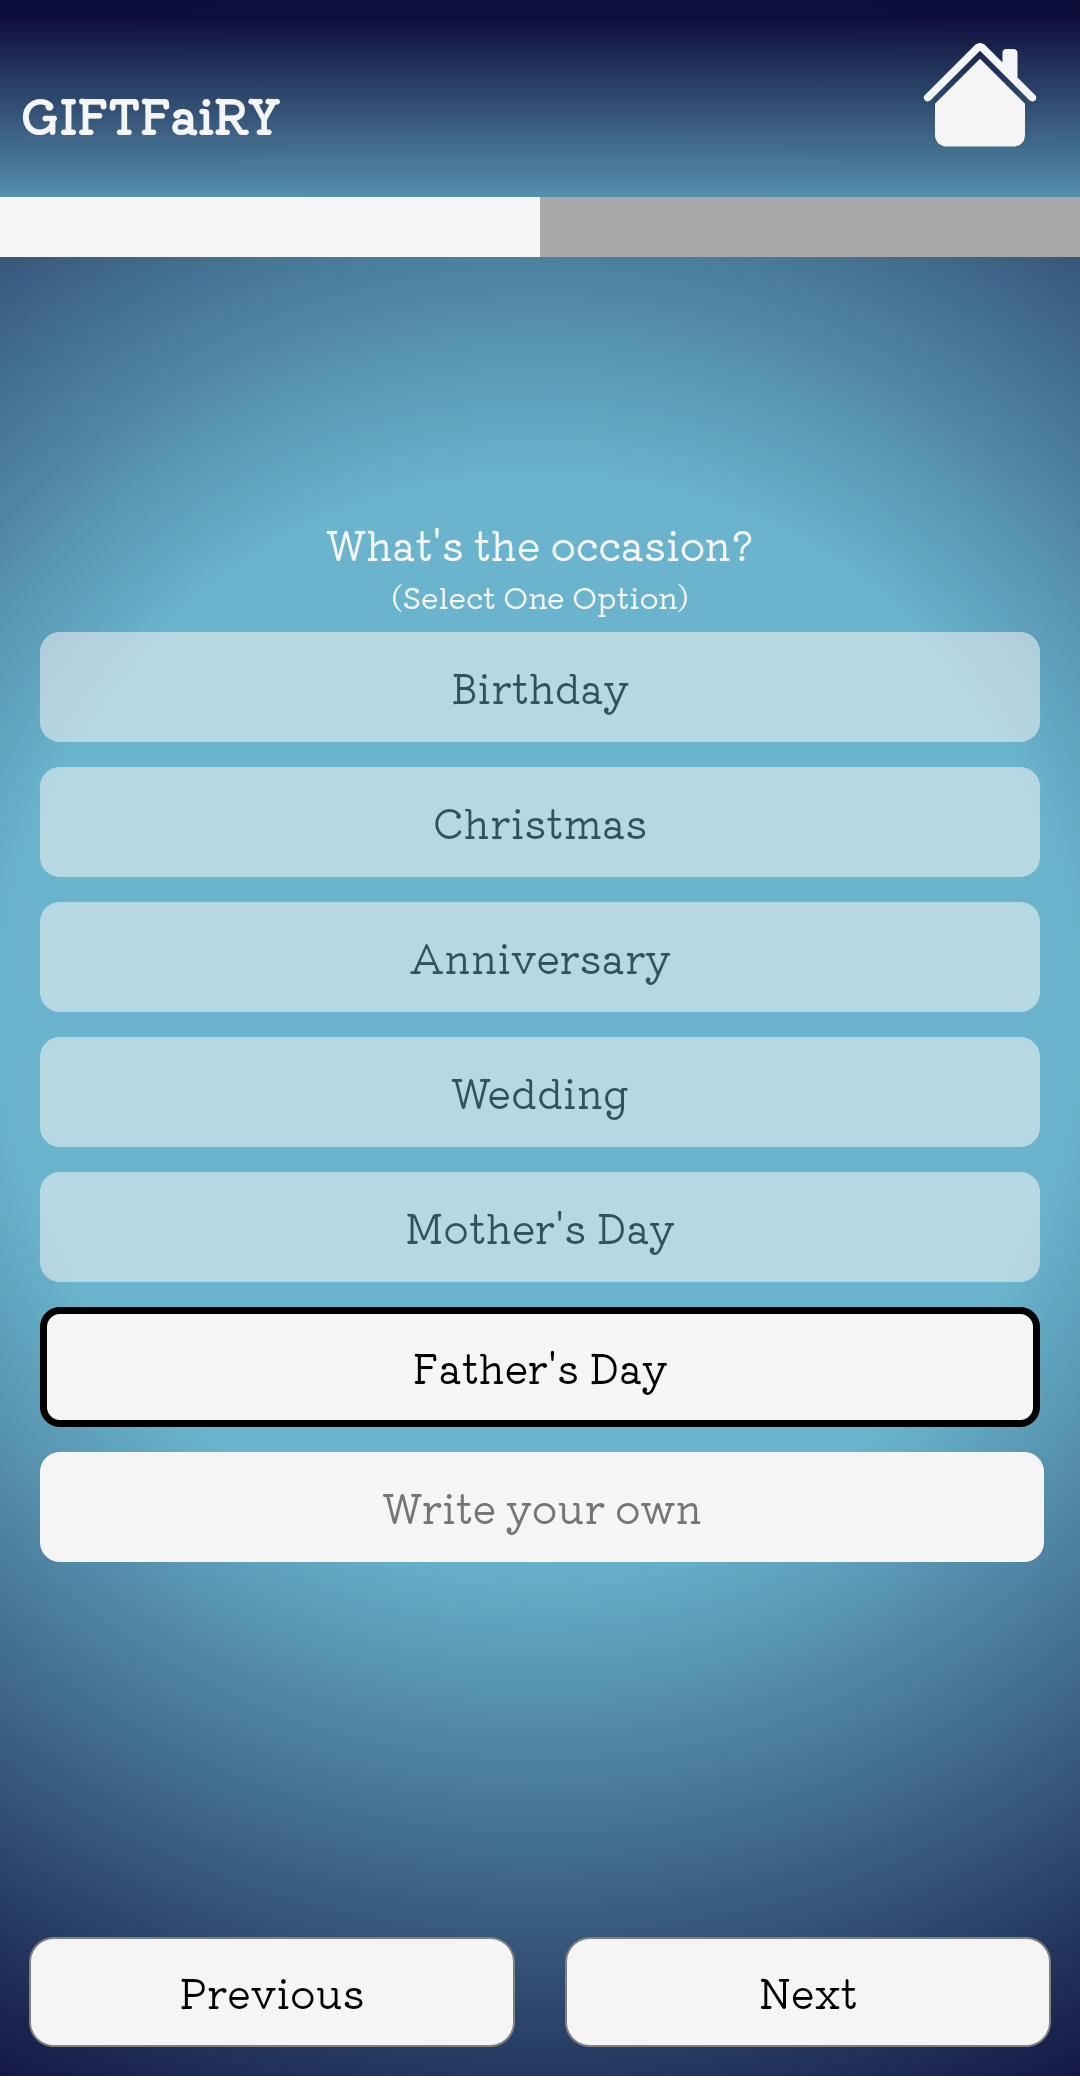 GIFTFaiRY
What's the occasion?
(Select One Option)
Birthday
Christmas
Anniversary
Wedding
Mother's Day
Father's Day
Write your own
Previous
Next